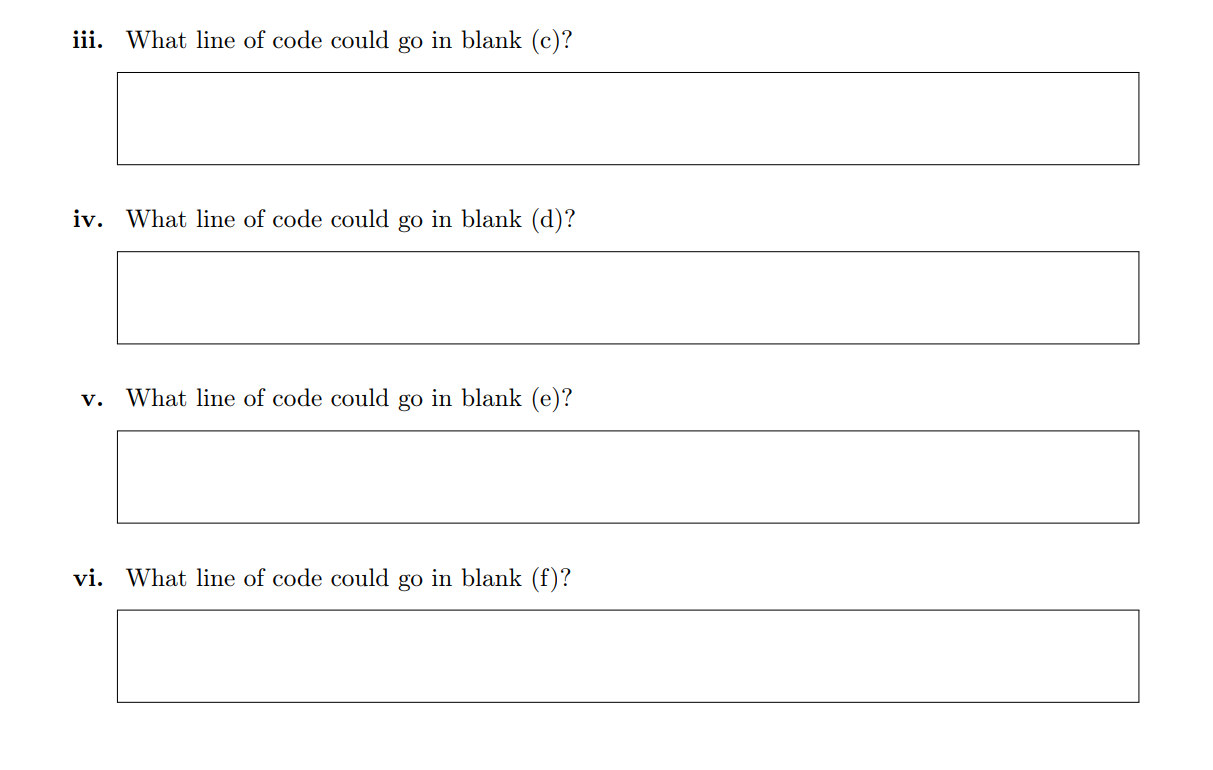 iii. What line of code could go in blank (c)?
iv. What line of code could go in blank (d)?
v. What line of code could go in blank (e)?
vi. What line of code could go in blank (f)?